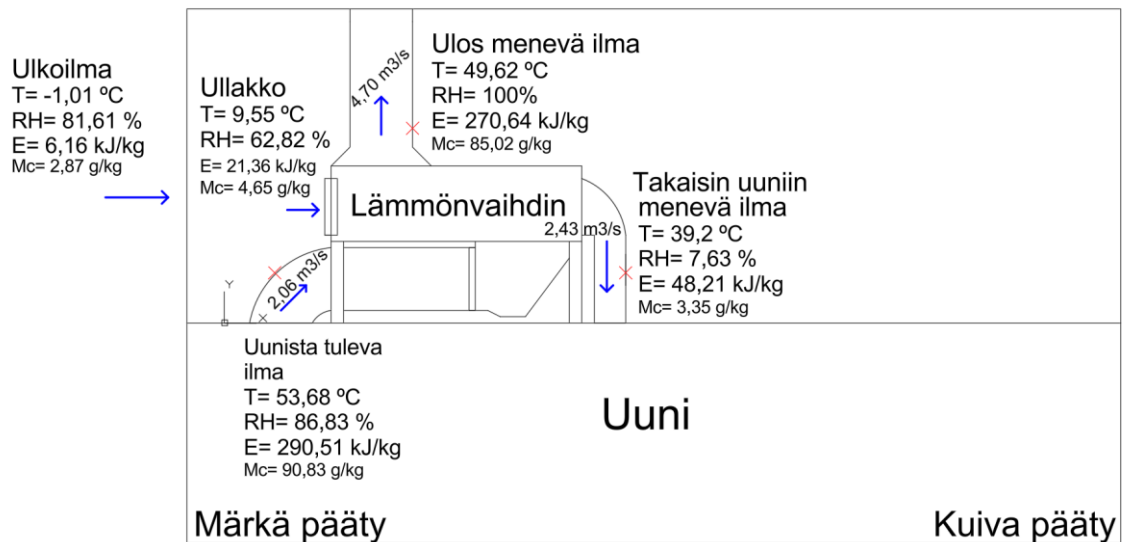 Ulkoilma
T= -1,01 ºC
RH= 81,61 %
E= 6,16 kJ/kg
Mc= 2,87 g/kg
Ullakko
T= 9,55 ºC
RH= 62,82 %
E= 21,36 kJ/kg
Mc= 4,65 g/kg
4,70 m3/s
Ulos menevä ilma
T= 49,62 ºC
RH= 100%
E= 270,64 kJ/kg
Mc= 85,02 g/kg
Lämmönvaihdin
2,43 m3/s
Takaisin uuniin
menevä ilma
T= 39,2 ºC
RH= 7,63 %
E= 48,21 kJ/kg
Mc= 3,35 g/kg
2,06 m3/s
Y
X
Uunista tuleva
ilma
T= 53,68 ºC
RH= 86,83 %
E= 290,51 kJ/kg
Mc= 90,83 g/kg
Uuni
Märkä pääty
Kuiva pääty